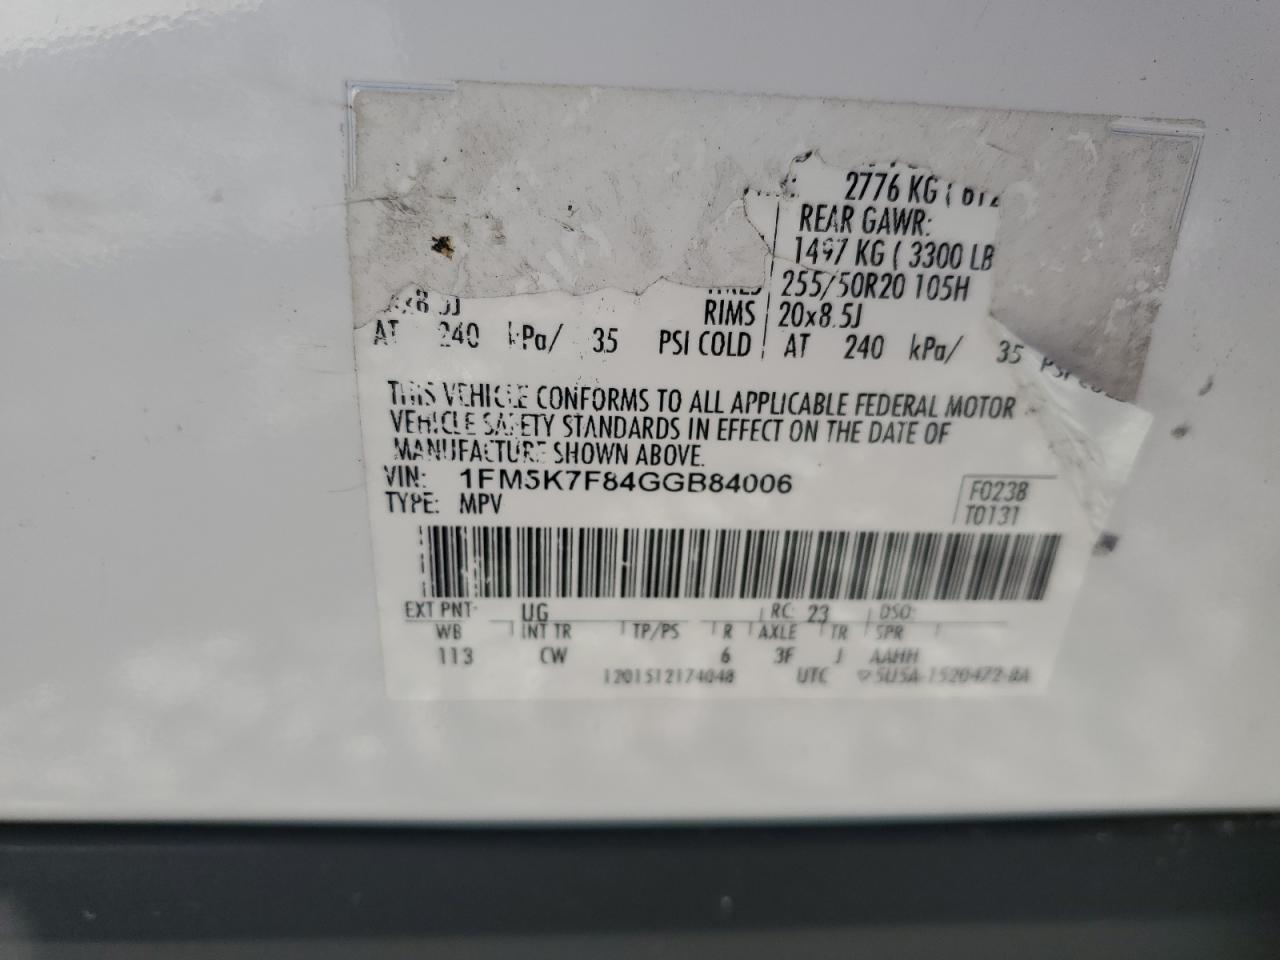 2776 KG (
REAR GAWR:
1497 KG ( 3300 LB
255/50R20 105H
RIMS 20x8.5J
AT 240 kPa/ 35 PSI COLD AT 240 kPa/ 35 PSI
THIS VEHICLE CONFORMS TO ALL APPLICABLE FEDERAL MOTOR
VEHICLE SAFETY STANDARDS IN EFFECT ON THE DATE OF
MANUFACTURE SHOWN ABOVE.
VIN: 1FM5K7F84GGB84006
TYPE: MPV
F0238
T0131
EXT PNT: UG RC: 23 DSO:
WB INT TR TP/PS R AXLE TR SPR
113 CW 6 3F J AAHH
1201512174048 UTC